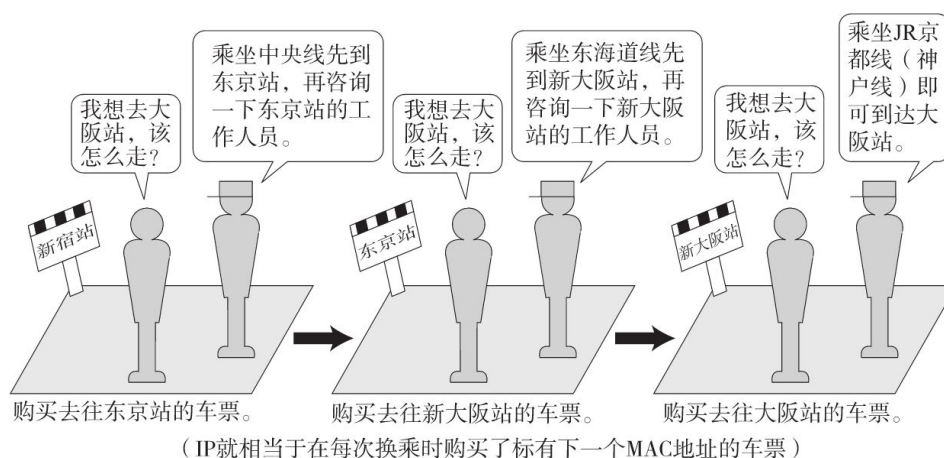 我想去大
阪站，该
怎么走？
乘坐中央线先到
东京站，再咨询
一下东京站的工
作人员。
新宿站
购买去往东京站的车票。
我想去大
阪站，该
怎么走？
乘坐东海道线先
到新大阪站，再
咨询一下新大阪
站的工作人员。
东京站
购买去往新大阪站的车票。
我想去大
阪站，该
怎么走？
乘坐JR京
都线（神
户线）即
可到达大
阪站。
新大阪站
购买去往大阪站的车票。
（IP就相当于在每次换乘时购买了标有下一个MAC地址的车票）